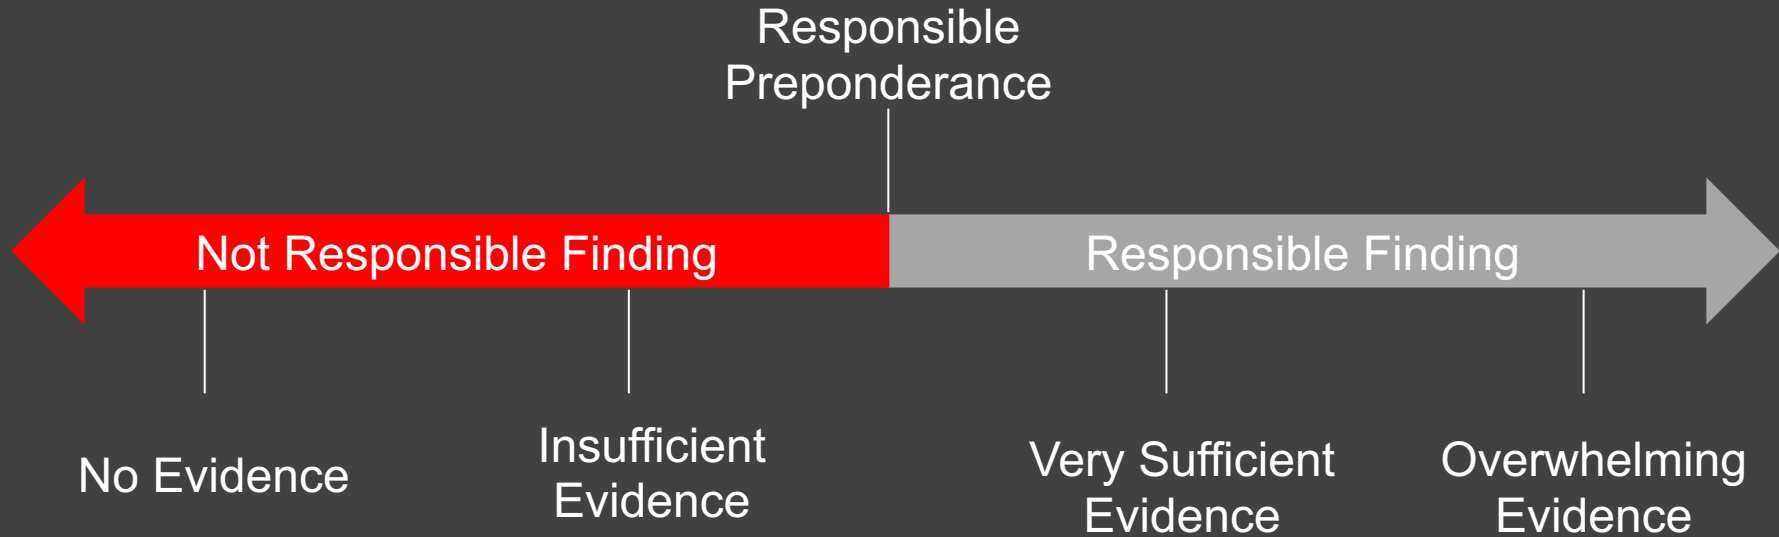 Responsible
Preponderance
Not Responsible Finding
Responsible Finding
No Evidence
Insufficient
Evidence
Very Sufficient
Evidence
Overwhelming
Evidence